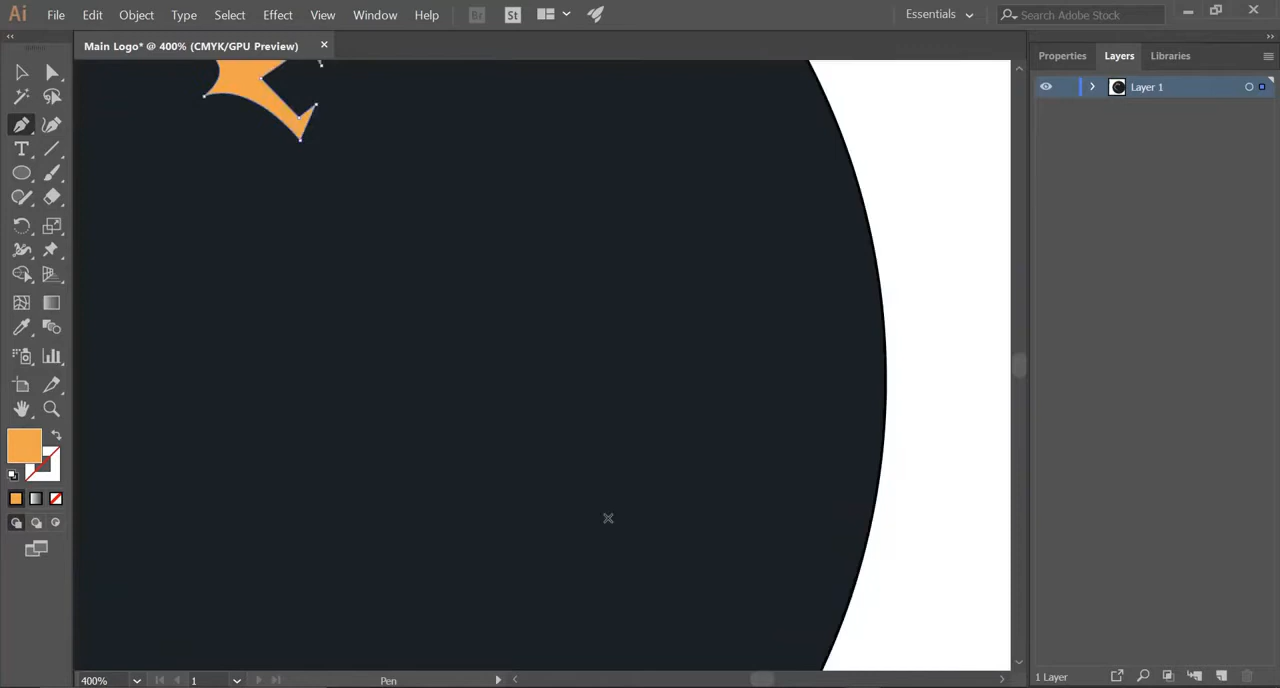 Ai File Edit Object Type Select Effect View Window Help Br St Essentials Search Adobe Stock
Main Logo* @ 400% (CMYK/GPU Preview)
Properties Layers Libraries
Layer 1
T
400% 1 Pen
1 Layer